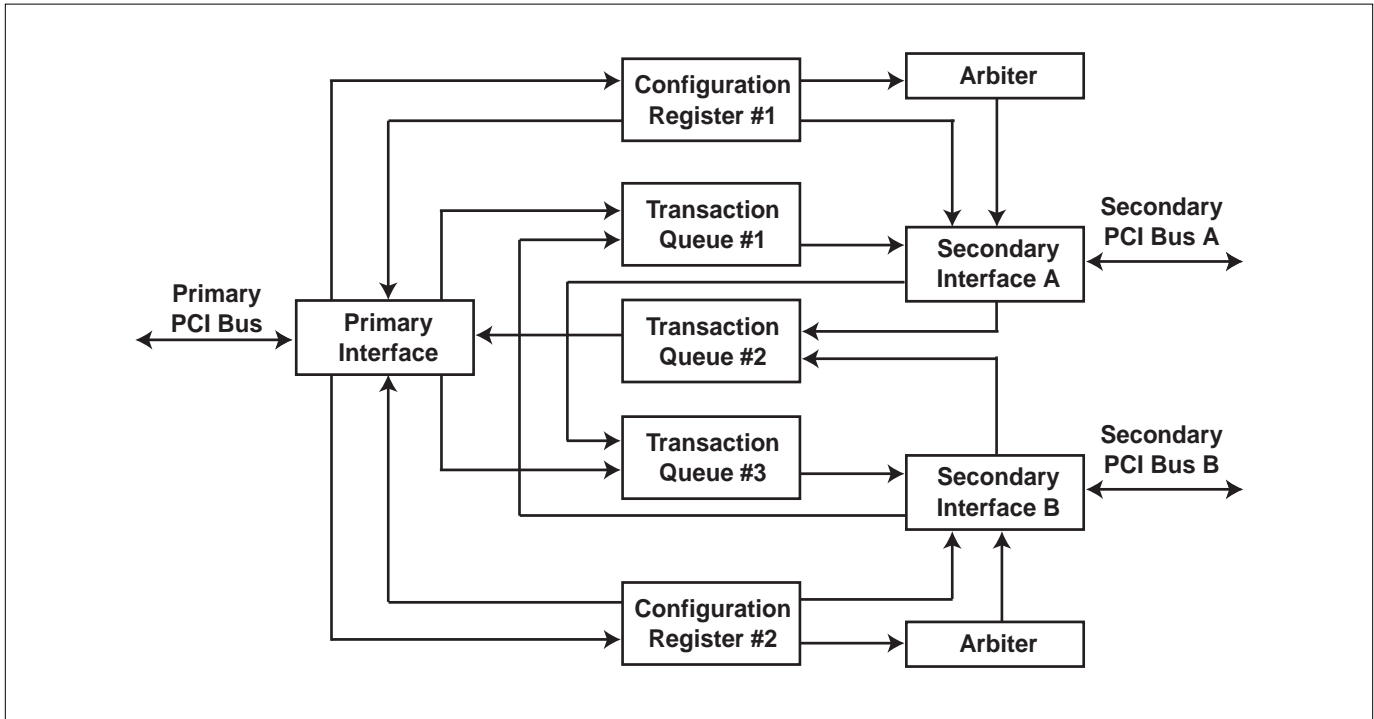 Configuration
Register #1
Arbiter
Transaction
Queue #1
Secondary
PCI Bus A
Secondary
Interface A
Primary
PCI Bus
Primary
Interface
Transaction
Queue #2
Transaction
Queue #3
Secondary
PCI Bus B
Secondary
Interface B
Configuration
Register #2
Arbiter